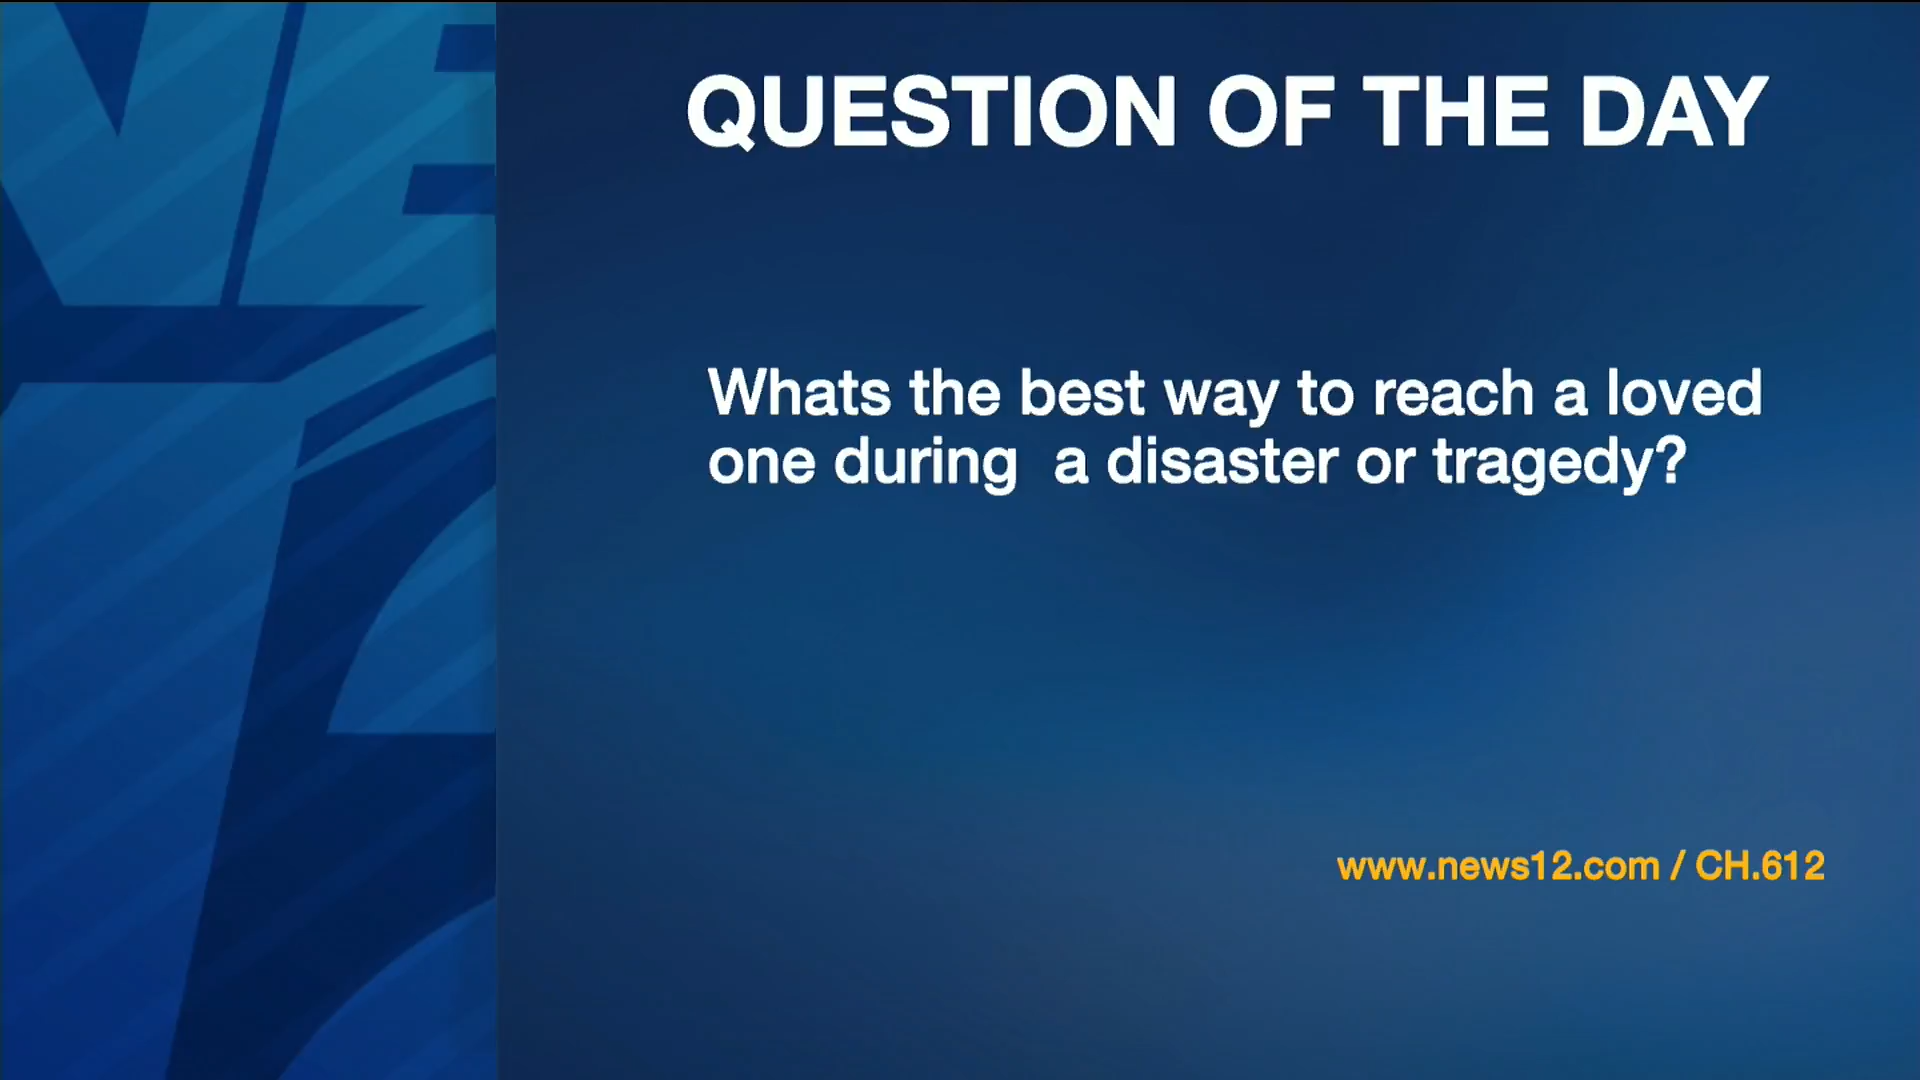 QUESTION OF THE DAY
Whats the best way to reach a loved
one during  a disaster or tragedy?
www.news12.com / CH.612